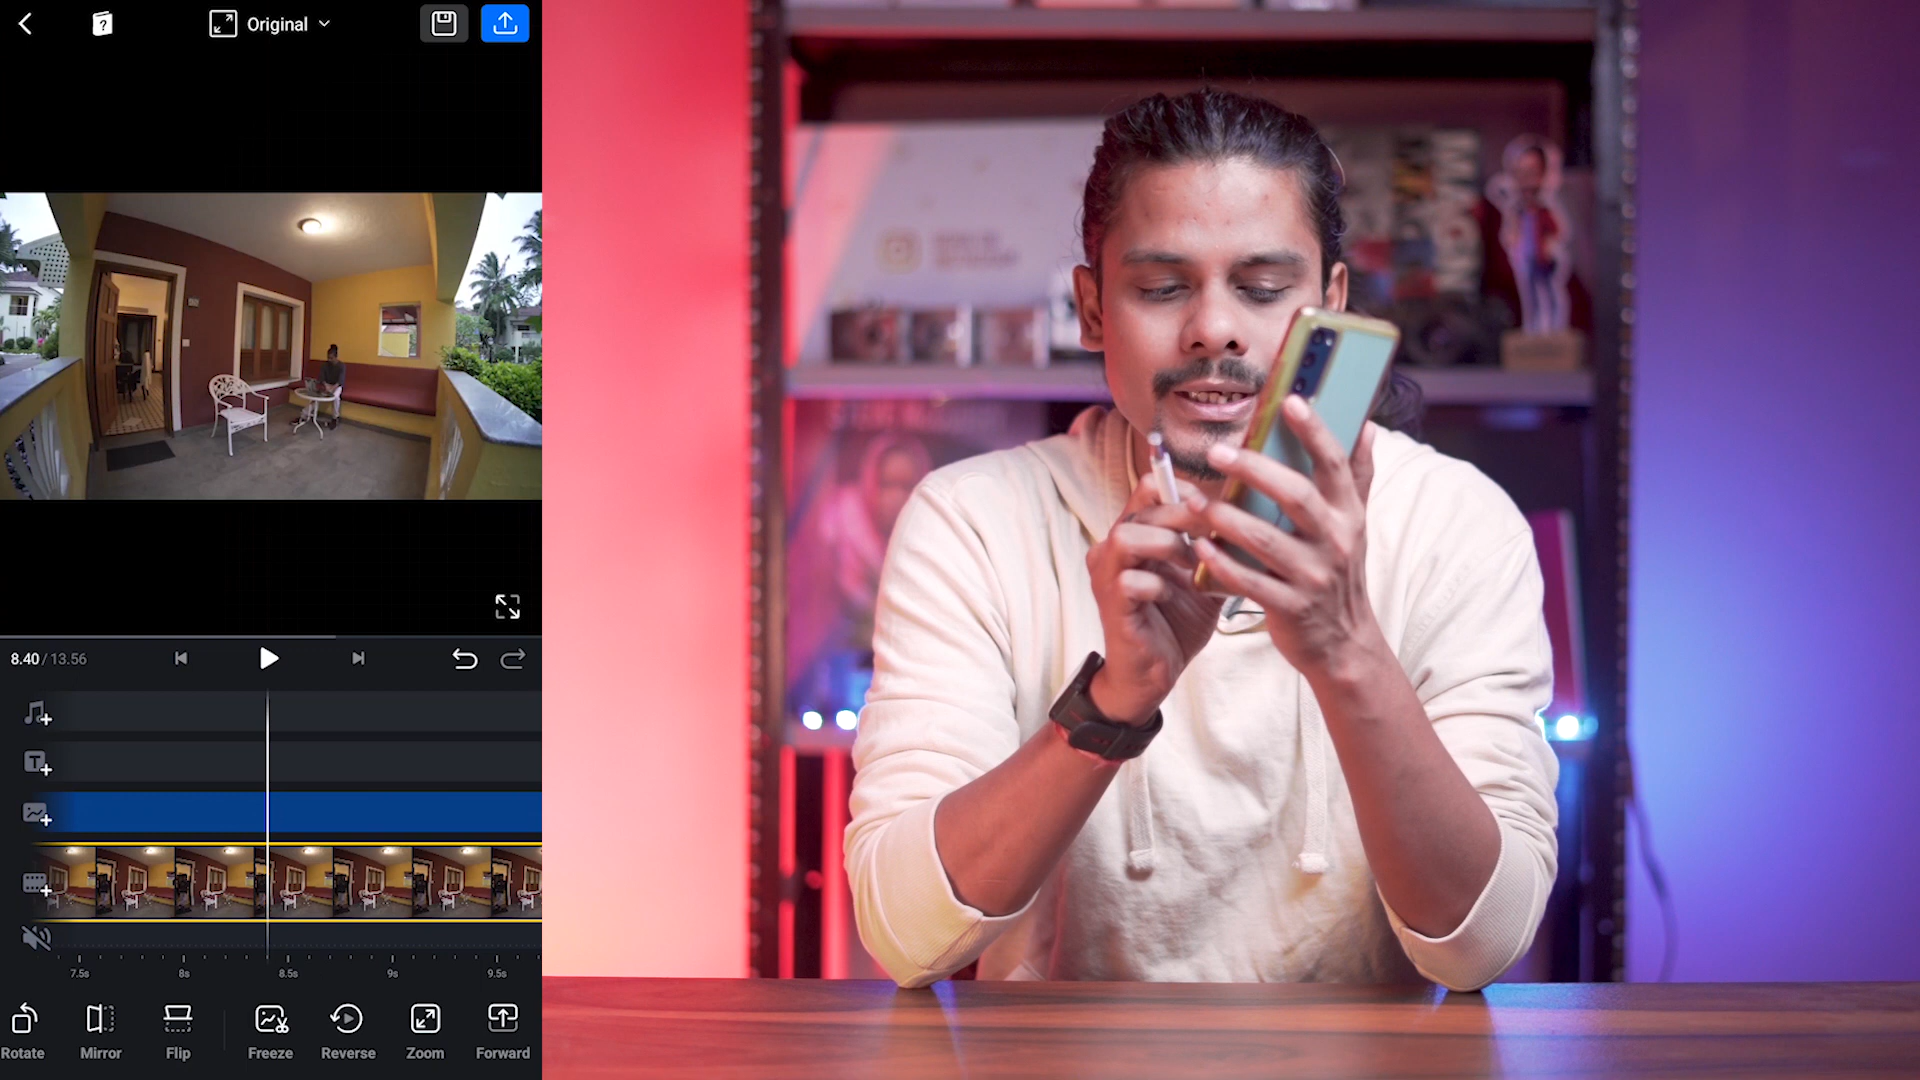 Original
8.40 / 13.56
7.5s 8s 8.5s 9s 9.5s
Rotate Mirror Flip Freeze Reverse Zoom Forward